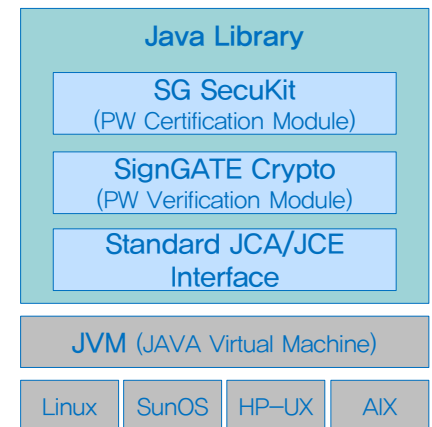 Java Library
SG SecuKit
(PW Certification Module)
SignGATE Crypto
(PW Verification Module)
Standard JCA/JCE
Interface
JVM (JAVA Virtual Machine)
Linux SunOS HP-UX AIX